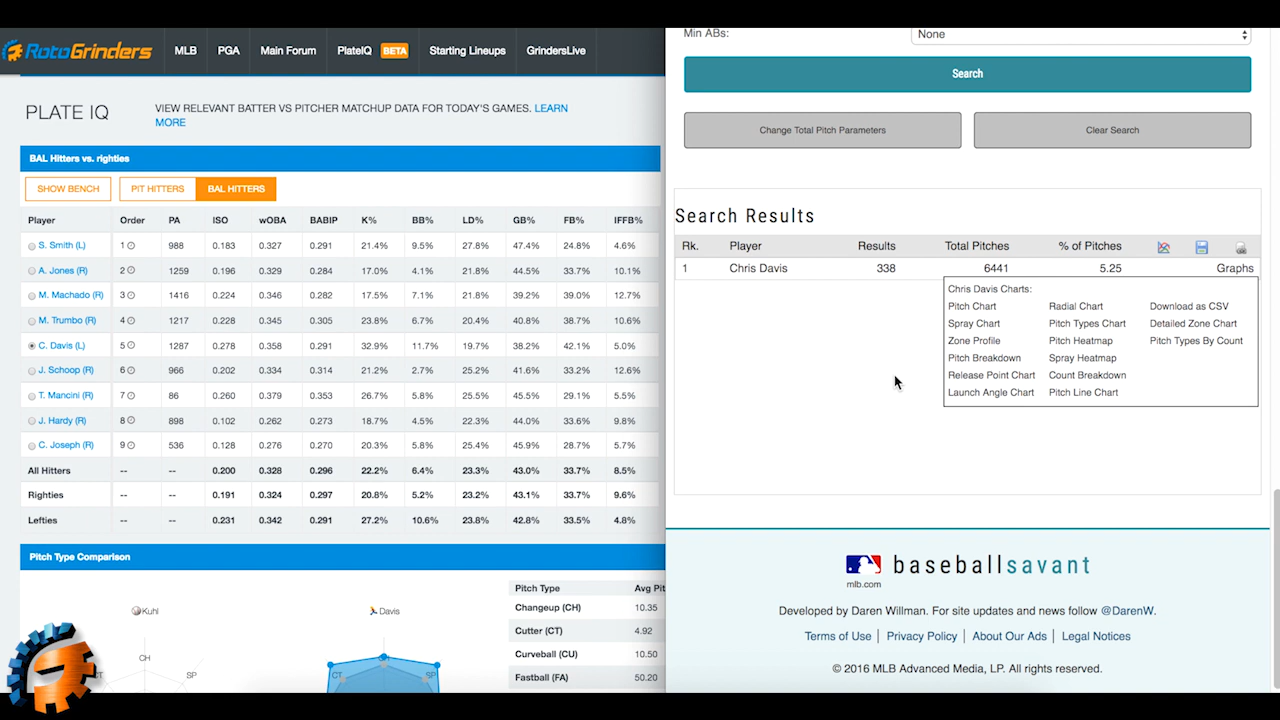 RotoGrinders MLB PGA Main Forum PlateIQ BETA Starting Lineups GrindersLive
PLATE IQ
VIEW RELEVANT BATTER VS PITCHER MATCHUP DATA FOR TODAY'S GAMES. LEARN
MORE
BAL Hitters vs. righties
SHOW BENCH PIT HITTERS BAL HITTERS
Player Order PA ISO wOBA BABIP K% BB% LD% GB% FB% IFFB%
S. Smith (L) 1 988 0.183 0.327 0.291 21.4% 9.5% 27.8% 47.4% 24.8% 4.6%
A. Jones (R) 2 1259 0.196 0.329 0.284 17.0% 4.1% 21.8% 44.5% 33.7% 10.1%
M. Machado (R) 3 1416 0.224 0.346 0.282 17.5% 7.1% 21.8% 39.2% 39.0% 12.7%
M. Trumbo (R) 4 1217 0.228 0.345 0.305 23.8% 6.7% 20.4% 40.8% 38.7% 10.6%
C. Davis (L) 5 1287 0.278 0.358 0.291 32.9% 11.7% 19.7% 38.2% 42.1% 5.0%
J. Schoop (R) 6 966 0.202 0.334 0.314 21.2% 2.7% 25.2% 41.6% 33.2% 12.6%
T. Mancini (R) 7 86 0.260 0.379 0.353 26.7% 5.8% 25.5% 45.5% 29.1% 5.5%
J. Hardy (R) 8 898 0.102 0.262 0.273 18.7% 4.5% 22.3% 44.0% 33.6% 9.8%
C. Joseph (R) 9 536 0.128 0.276 0.270 20.3% 5.8% 25.4% 45.9% 28.7% 5.7%
All Hitters -- -- 0.200 0.328 0.296 22.2% 6.4% 23.3% 43.0% 33.7% 8.5%
Righties -- -- 0.191 0.324 0.297 20.8% 5.2% 23.2% 43.1% 33.7% 9.6%
Lefties -- -- 0.231 0.342 0.291 27.2% 10.6% 23.8% 42.8% 33.5% 4.8%
Pitch Type Comparison
Kuhl Davis
CH SP
CT CH SP
Pitch Type Avg Pit
Changeup (CH) 10.35
Cutter (CT) 4.92
Curveball (CU) 10.50
Fastball (FA) 50.20
Min ABs: None
Search
Change Total Pitch Parameters Clear Search
Search Results
Rk. Player Results Total Pitches % of Pitches
1 Chris Davis 338 6441 5.25 Graphs
Chris Davis Charts:
Pitch Chart Radial Chart Download as CSV
Spray Chart Pitch Types Chart Detailed Zone Chart
Zone Profile Pitch Heatmap Pitch Types By Count
Pitch Breakdown Spray Heatmap
Release Point Chart Count Breakdown
Launch Angle Chart Pitch Line Chart
mlb.com baseballsavant
Developed by Daren Willman. For site updates and news follow @DarenW.
Terms of Use | Privacy Policy | About Our Ads | Legal Notices
© 2016 MLB Advanced Media, LP. All rights reserved.